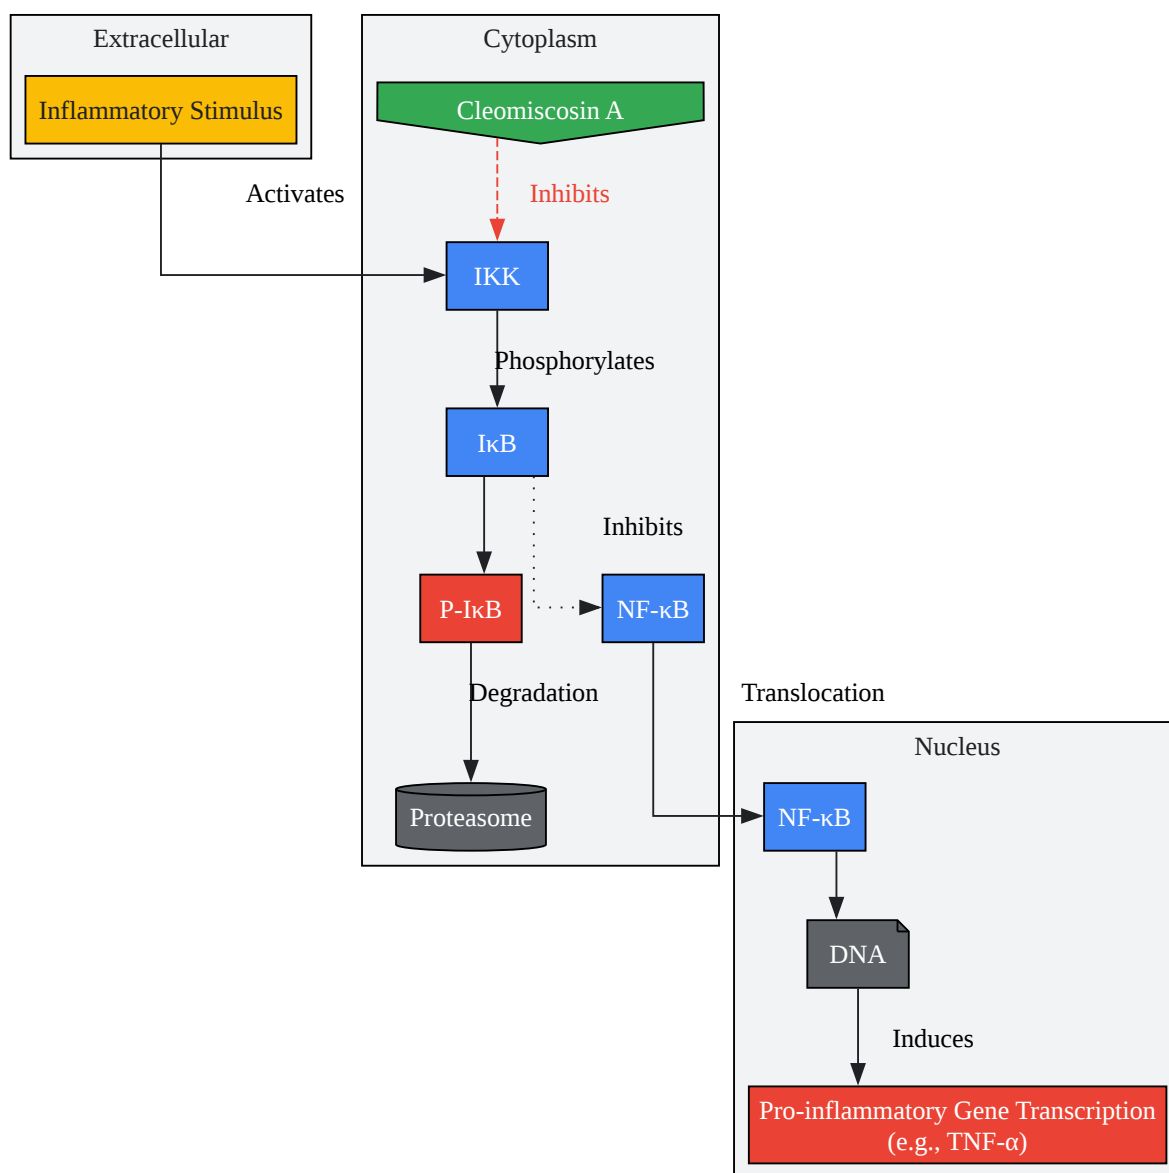 Extracellular
Cytoplasm
Inflammatory Stimulus
Cleomiscosin A
Activates
Inhibits
IKK
Phosphorylates
IκB
Inhibits
P-IκB
NF-κB
Degradation
Translocation
Nucleus
Proteasome
NF-κB
DNA
Induces
Pro-inflammatory Gene Transcription
(e.g., TNF-α)